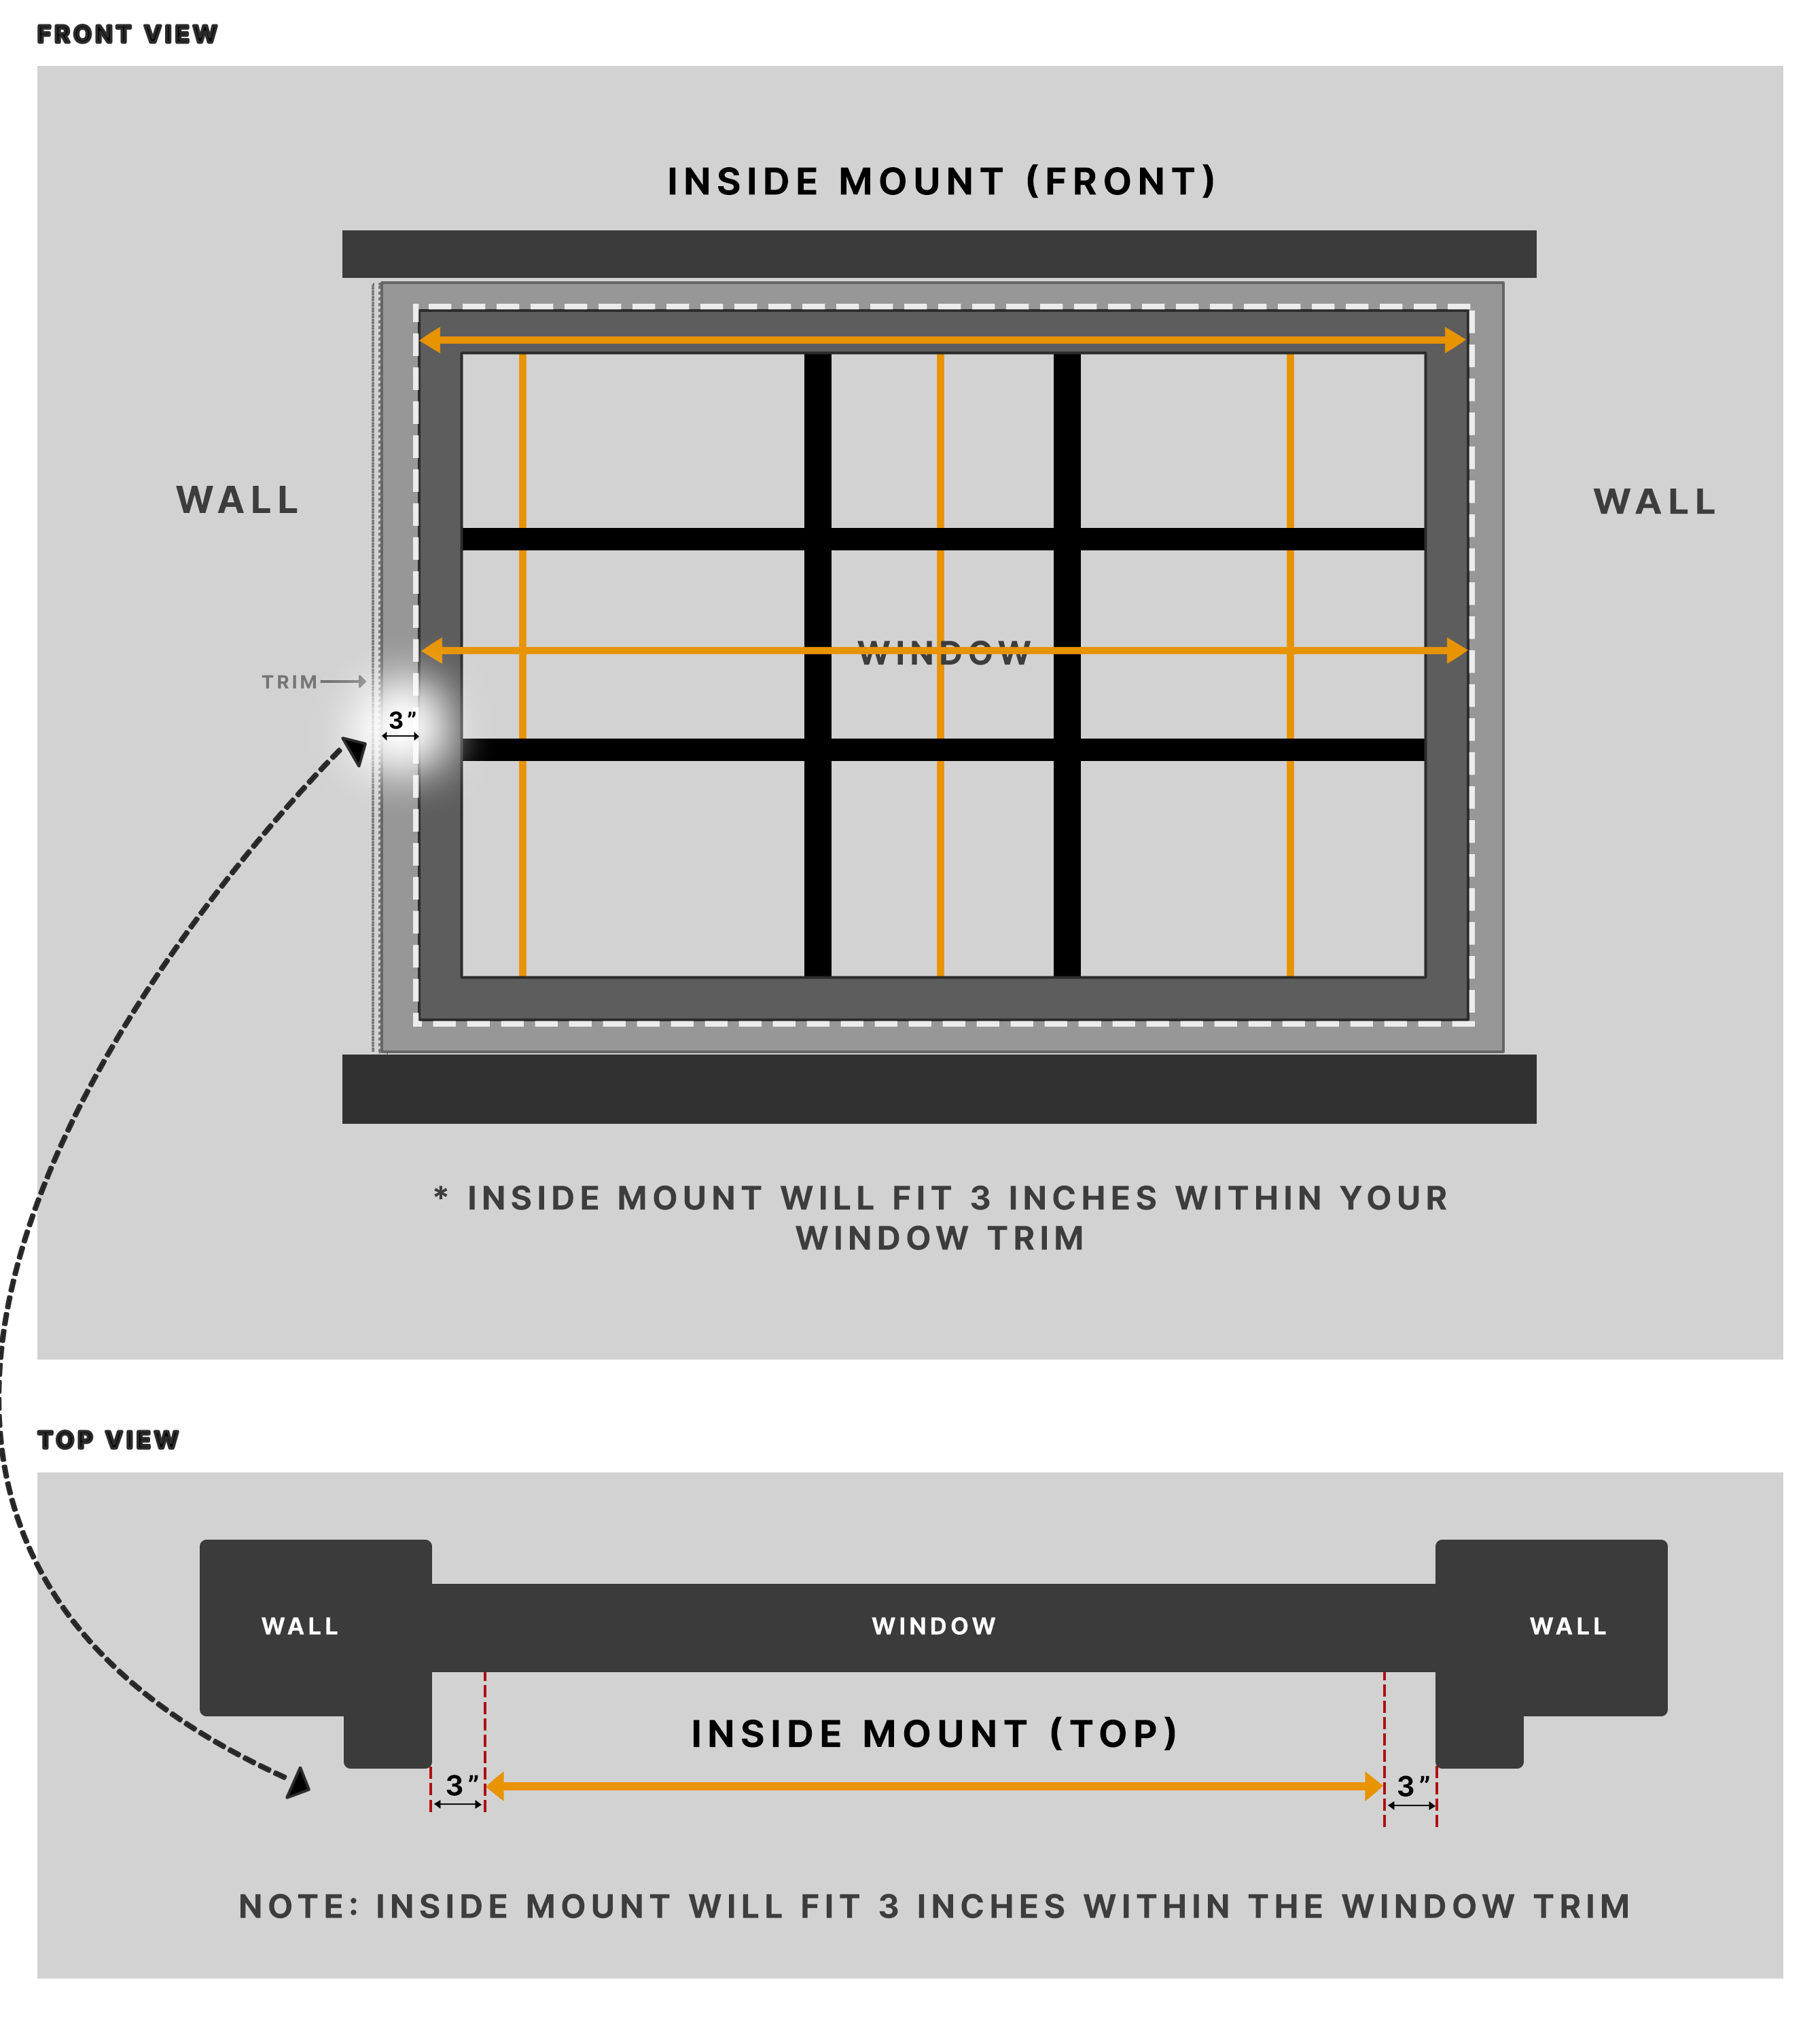 FRONT VIEW
INSIDE MOUNT (FRONT)
WALL
WALL
WINDOW
TRIM
3”
* INSIDE MOUNT WILL FIT 3 INCHES WITHIN YOUR
WINDOW TRIM
TOP VIEW
WALL
WINDOW
WALL
INSIDE MOUNT (TOP)
3”
3”
NOTE: INSIDE MOUNT WILL FIT 3 INCHES WITHIN THE WINDOW TRIM